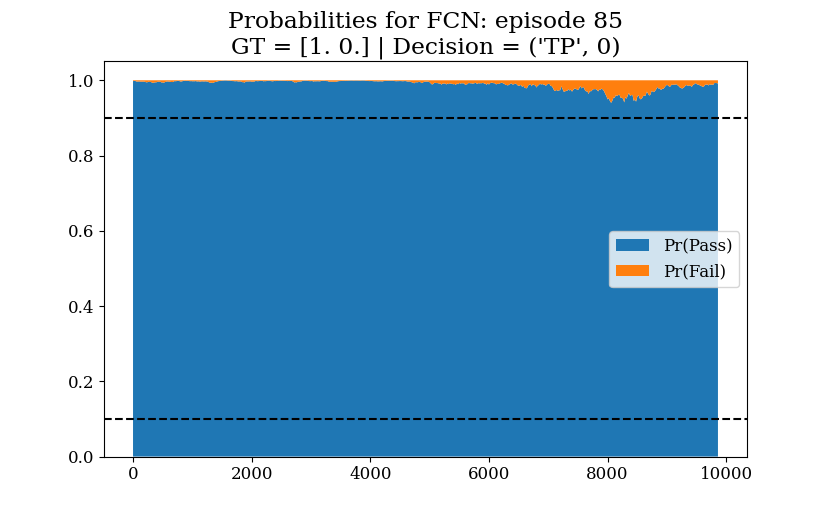 Probabilities for FCN: episode 85
GT = [1. 0.] | Decision = ('TP', 0)
1.0
0.8
0.6
0.4
0.2
0.0
Pr(Pass)
Pr(Fail)
0 2000 4000 6000 8000 10000